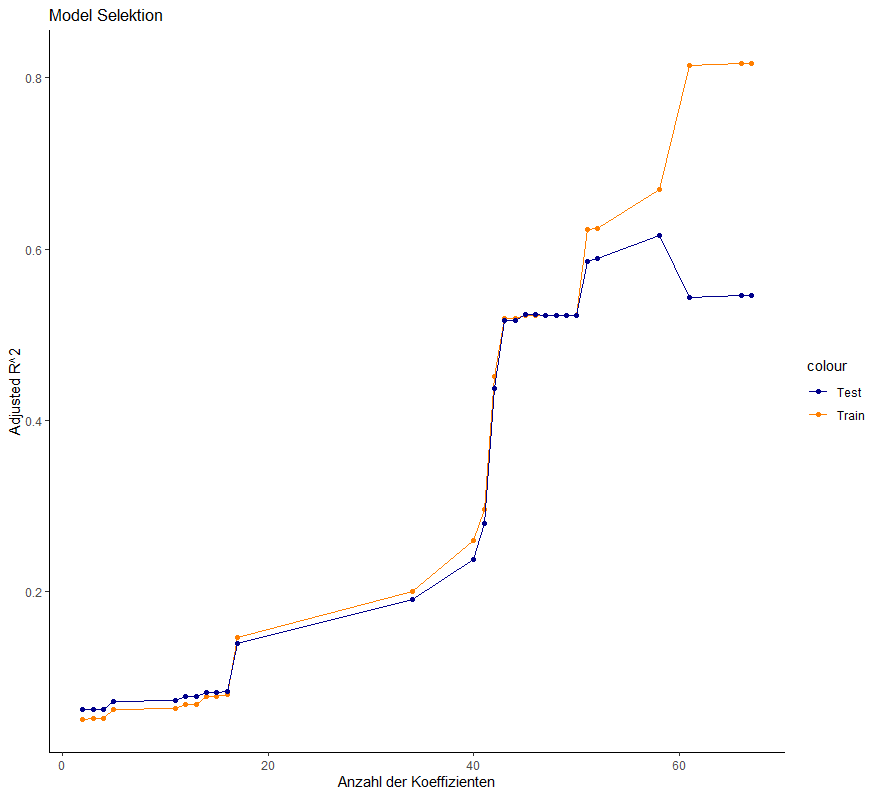 Model Selektion
Adjusted R^2
0.8
0.6
0.4
0.2
0
20
40
60
Anzahl der Koeffizienten
colour
Test
Train